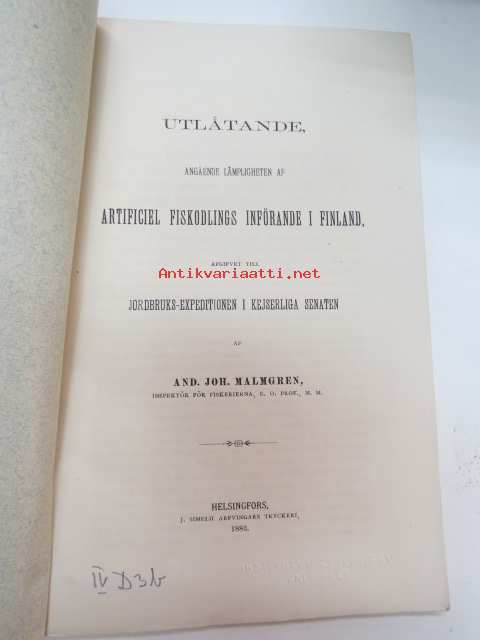 UTLÅTANDE,
ANGÅENDE LÄMPLIGHETEN AF
ARTIFICIEL FISKODLINGS INFÖRANDE I FINLAND,
AFGIFVET TILL
Antikvariaatti.net
JORDBRUKS-EXPEDITIONEN I KEJSERLIGA SENATEN
AF
AND. JOH. MALMGREN,
INSPEKTÖR FÖR FISKERIERNA, E. O. PROF., M. M.
HELSINGFORS,
J. SIMELII ARFVINGARS TRYCKERI,
1883.
IV D3b